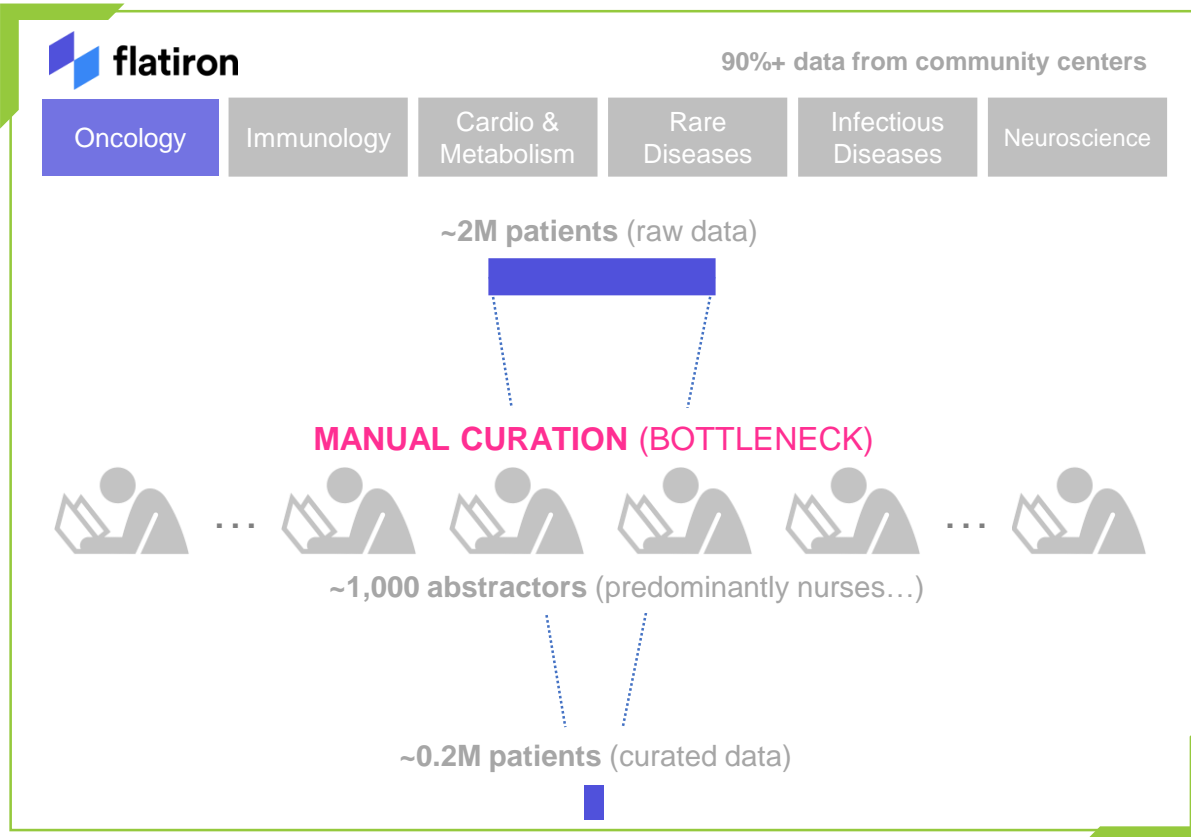 flatiron
90%+ data from community centers
Oncology
Immunology
Cardio &
Metabolism
Rare
Diseases
Infectious
Diseases
Neuroscience
~2M patients (raw data)
MANUAL CURATION (BOTTLENECK)
... ...
~1,000 abstractors (predominantly nurses…)
~0.2M patients (curated data)